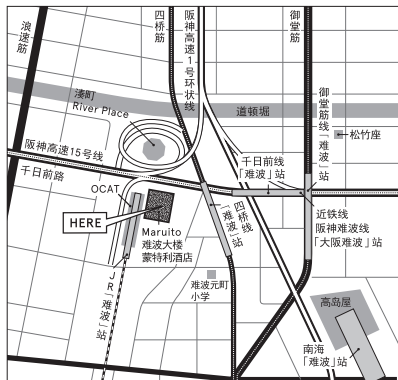 浪速筋
四桥筋
阪神高速1号环状线
御堂筋
湊町
River Place
道顿堀
御堂筋线「难波」站
松竹座
阪神高速15号线
千日前路
千日前线
「难波」站
OCAT
HERE
Maruito
难波大楼
蒙特利酒店
四桥线
「难波」站
近铁线
阪神难波线
「大阪难波」站
JR「难波」站
难波元町
小学
高岛屋
南海
「难波」站